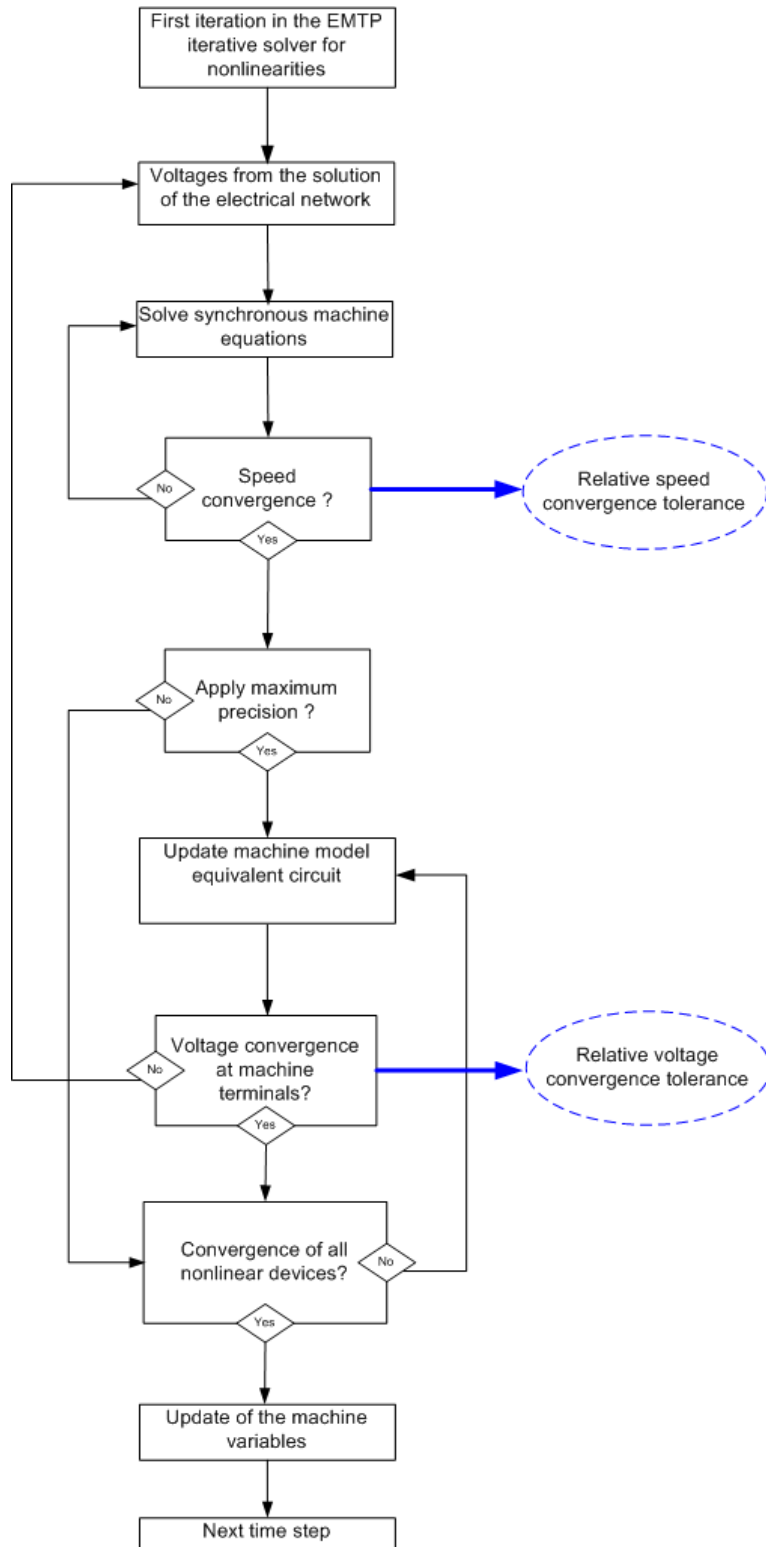 First iteration in the EMTP
iterative solver for
nonlinearities
Voltages from the solution
of the electrical network
Solve synchronous machine
equations
Speed
convergence ?
No
Yes
Relative speed
convergence tolerance
Apply maximum
precision ?
No
Yes
Update machine model
equivalent circuit
Voltage convergence
at machine
terminals?
No
Yes
Relative voltage
convergence tolerance
Convergence of all
nonlinear devices?
No
Yes
Update of the machine
variables
Next time step